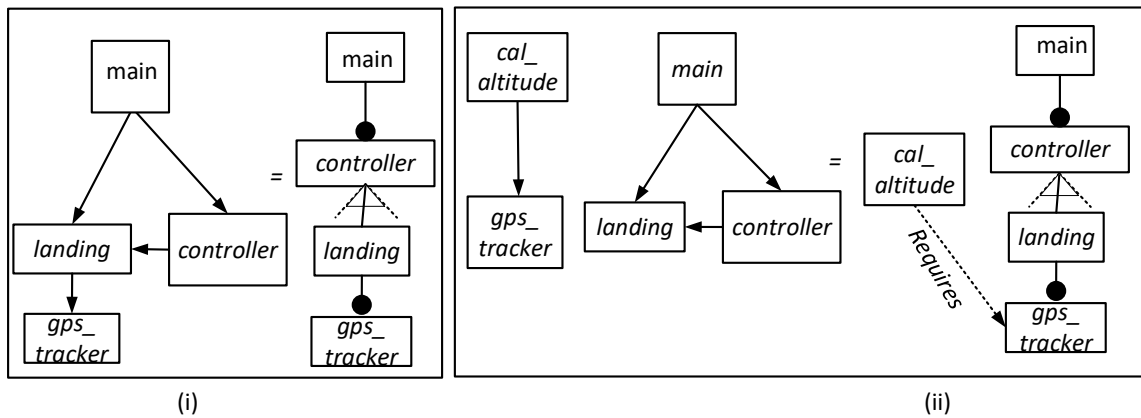 main
landing
controller
gps_
tracker
=
main
controller
landing
gps_
tracker
(i)
cal_
altitude
gps_
tracker
main
landing
controller
=
cal_
altitude
Requires
main
controller
landing
gps_
tracker
(ii)